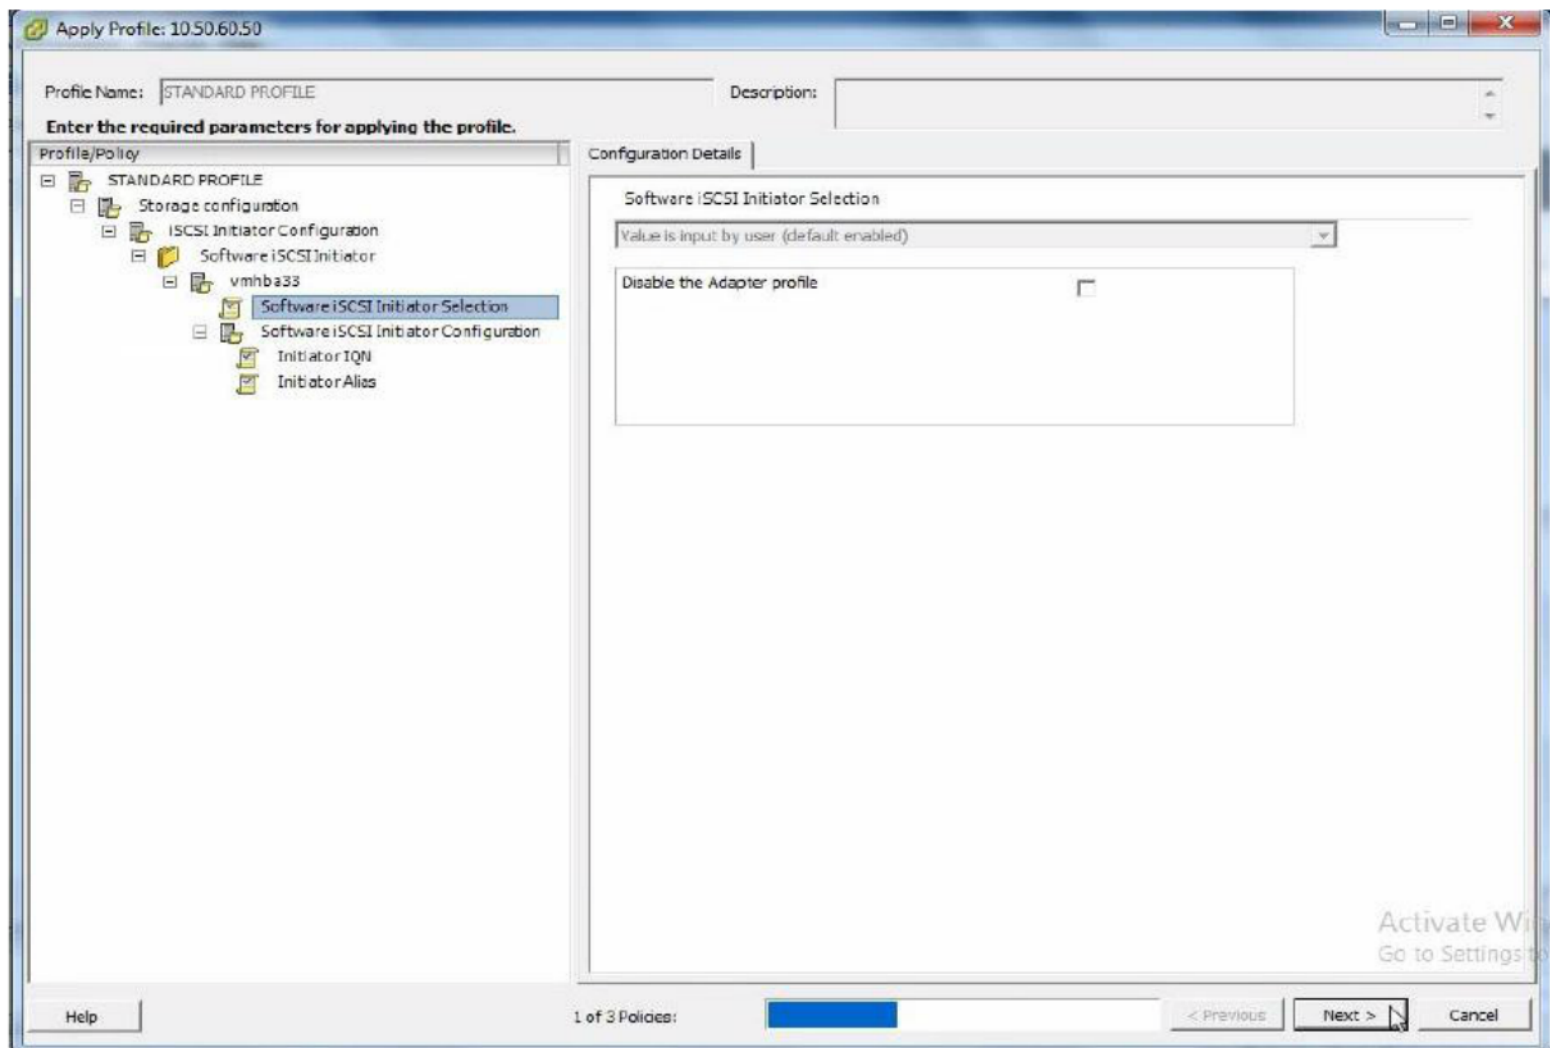 Apply Profile: 10.50.60.50
Profile Name: STANDARD PROFILE
Description:
Enter the required parameters for applying the profile.
Profile/Policy
STANDARD PROFILE
Storage configuration
iSCSI Initiator Configuration
Software iSCSI Initiator
vmhba33
Software iSCSI Initiator Selection
Software iSCSI Initiator Configuration
Initiator IQN
Initiator Alias
Configuration Details
Software iSCSI Initiator Selection
Value is input by user (default enabled)
Disable the Adapter profile
Activate Wi
Go to Settings to
Help
1 of 3 Policies:
< Previous
Next >
Cancel